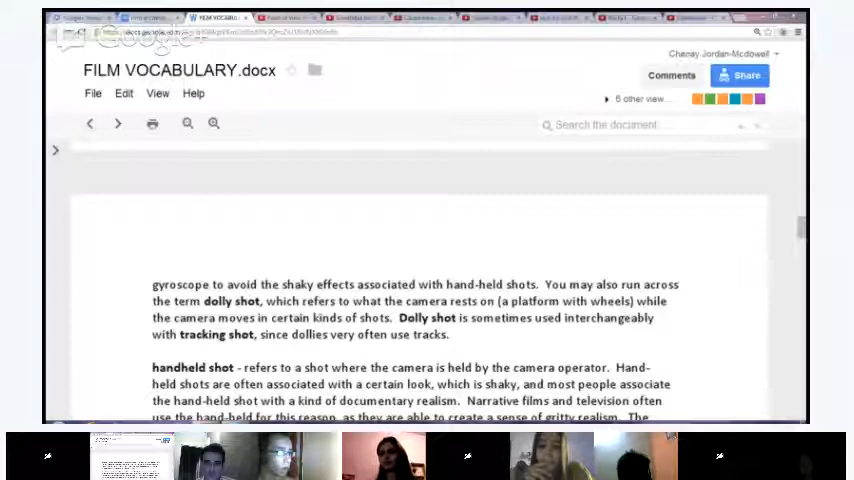 FILM VOCABULARY.docx
Chanay Jordan-Mcdowell
Comments
Share
File Edit View Help
6 other view...
Search the document
gyroscope to avoid the shaky effects associated with hand-held shots. You may also run across
the term dolly shot, which refers to what the camera rests on (a platform with wheels) while
the camera moves in certain kinds of shots. Dolly shot is sometimes used interchangeably
with tracking shot, since dollies very often use tracks.
handheld shot - refers to a shot where the camera is held by the camera operator. Hand-
held shots are often associated with a certain look, which is shaky, and most people associate
the hand-held shot with a kind of documentary realism. Narrative films and television often
use the hand-held for this reason, as they are able to create a sense of gritty realism. The